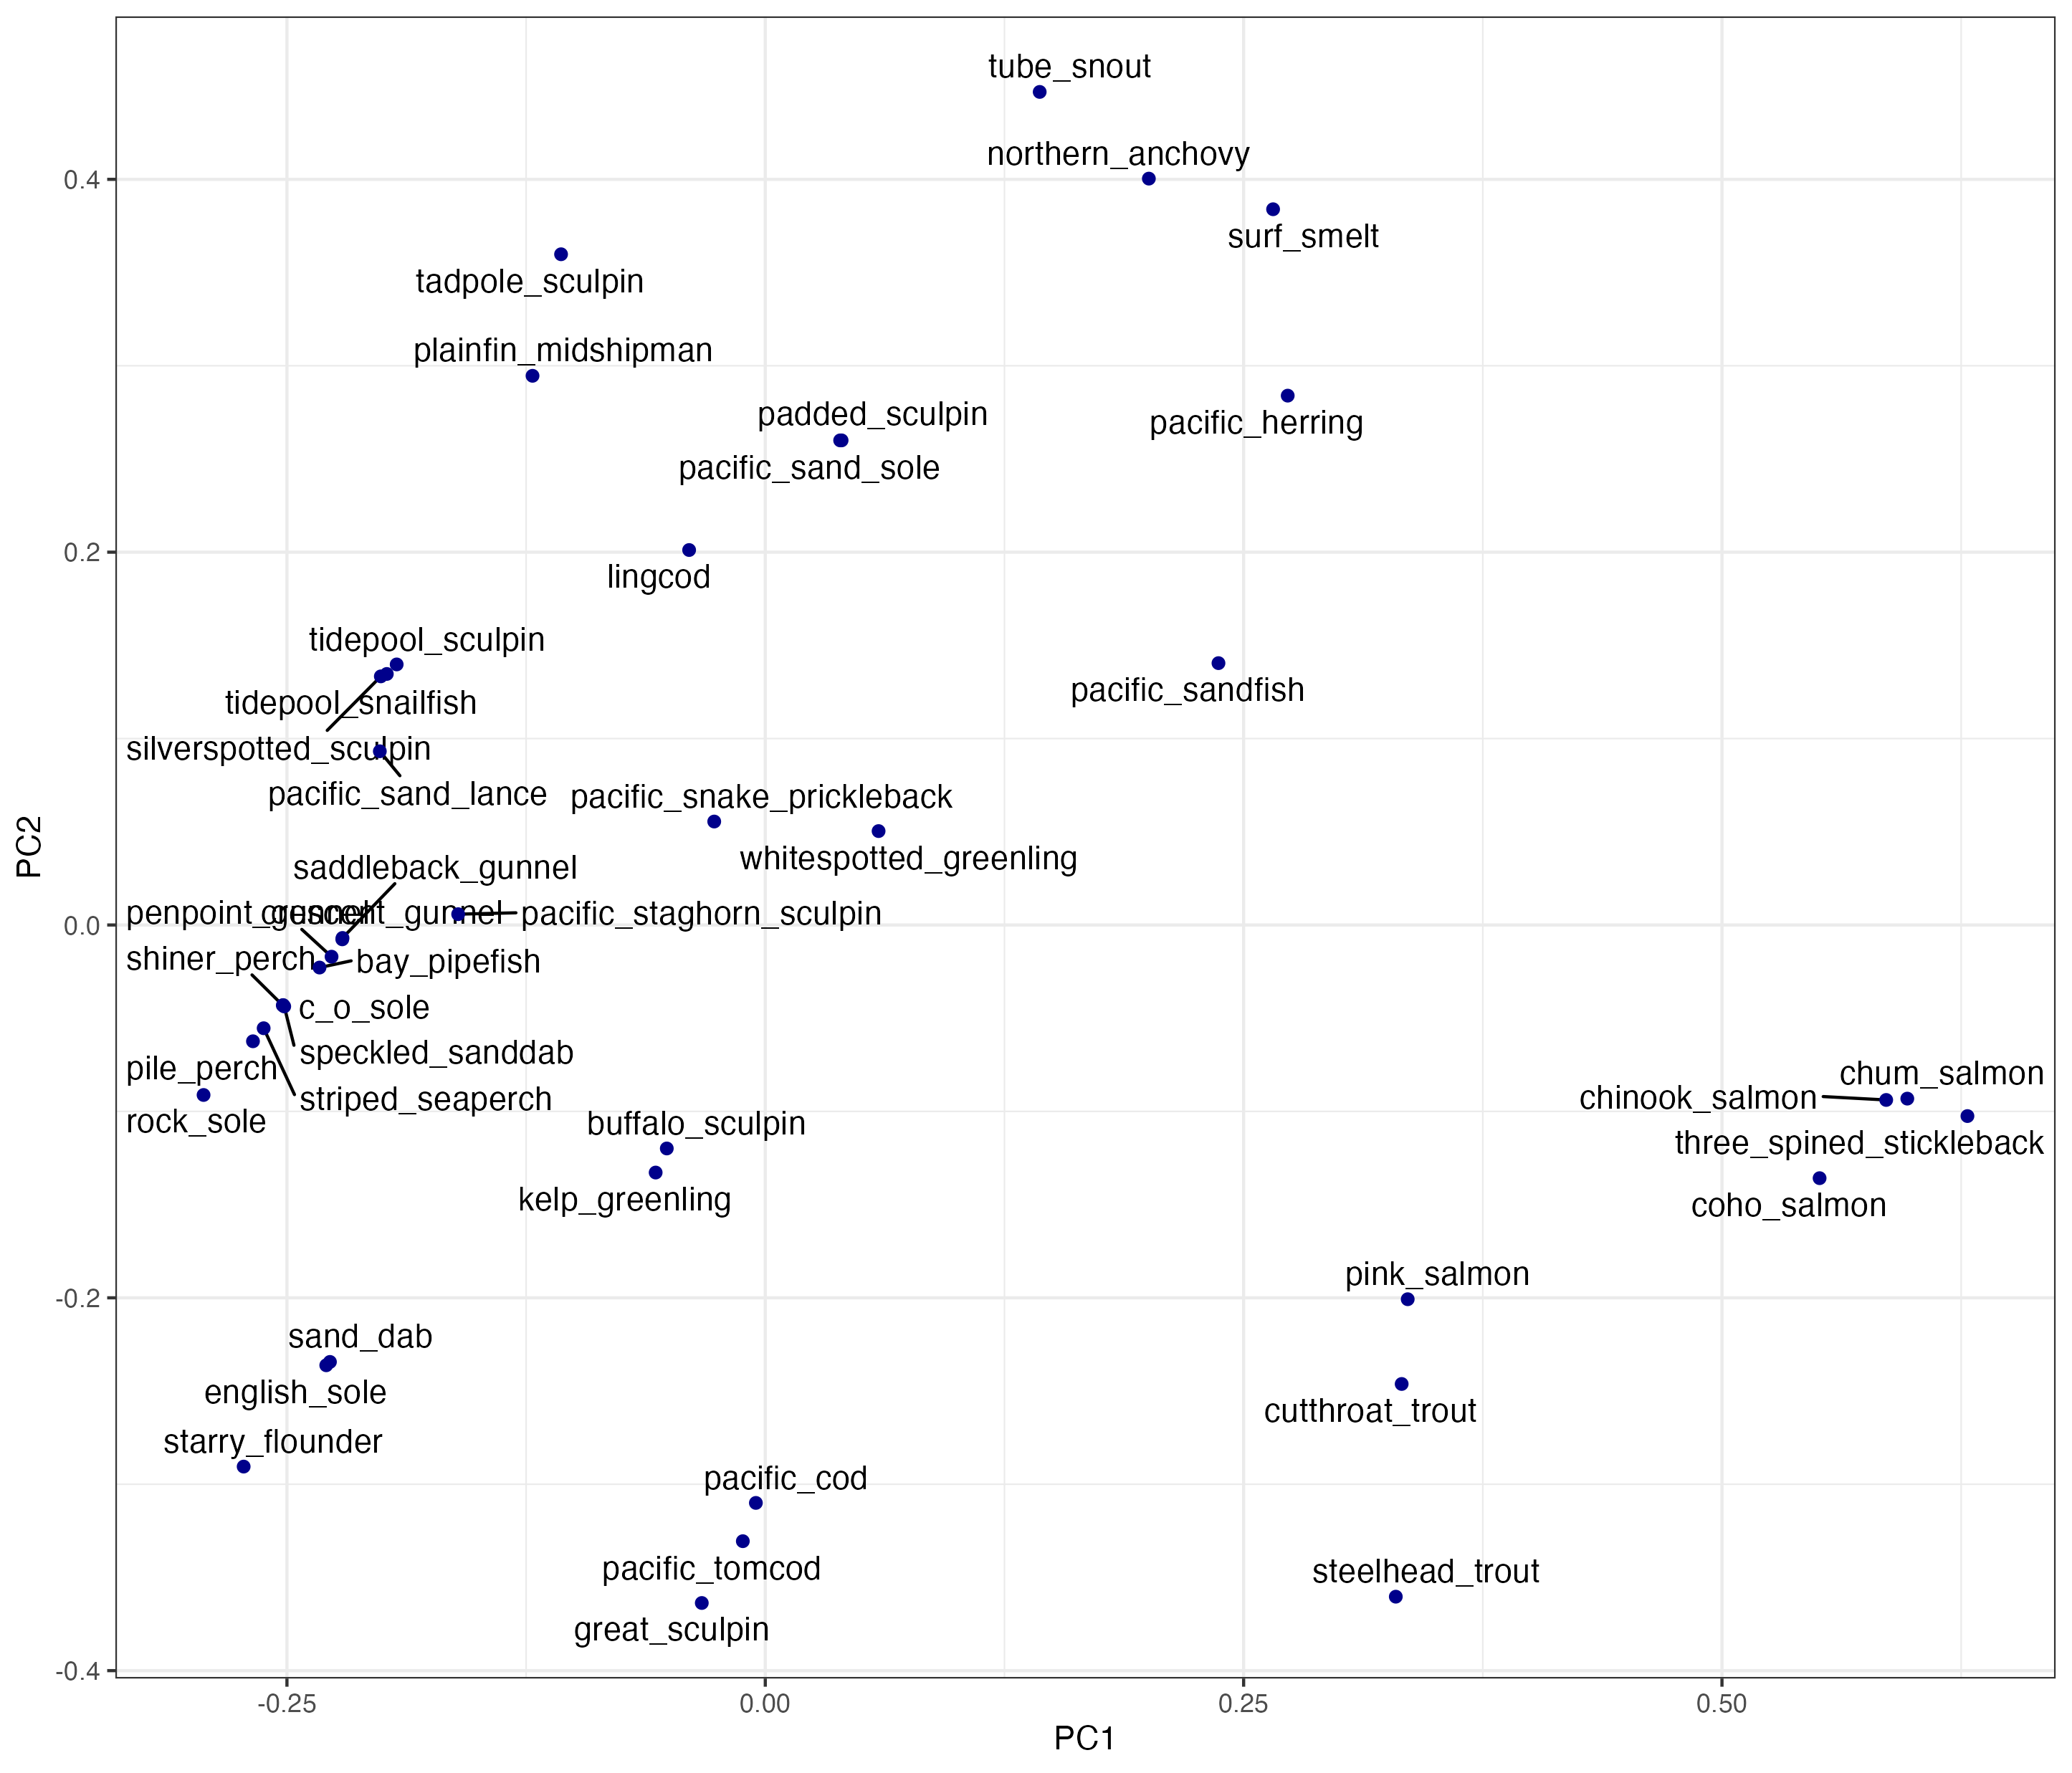 tube_snout
northern_anchovy
0.4
surf_smelt
tadpole_sculpin
plainfin_midshipman
padded_sculpin
pacific_herring
pacific_sand_sole
0.2
lingcod
tidepool_sculpin
pacific_sandfish
tidepool_snailfish
silverspotted_sculpin
pacific_sand_lance
pacific_snake_prickleback
PC2
whitespotted_greenling
saddleback_gunnel
penpoint_gunnel
crescent_gunnel
pacific_staghorn_sculpin
0.0
shiner_perch
bay_pipefish
c_o_sole
speckled_sanddab
pile_perch
chum_salmon
chinook_salmon
striped_seaperch
rock_sole
buffalo_sculpin
three_spined_stickleback
kelp_greenling
coho_salmon
pink_salmon
-0.2
sand_dab
english_sole
cutthroat_trout
starry_flounder
pacific_cod
pacific_tomcod
steelhead_trout
great_sculpin
-0.4
-0.25 0.00 0.25 0.50
PC1